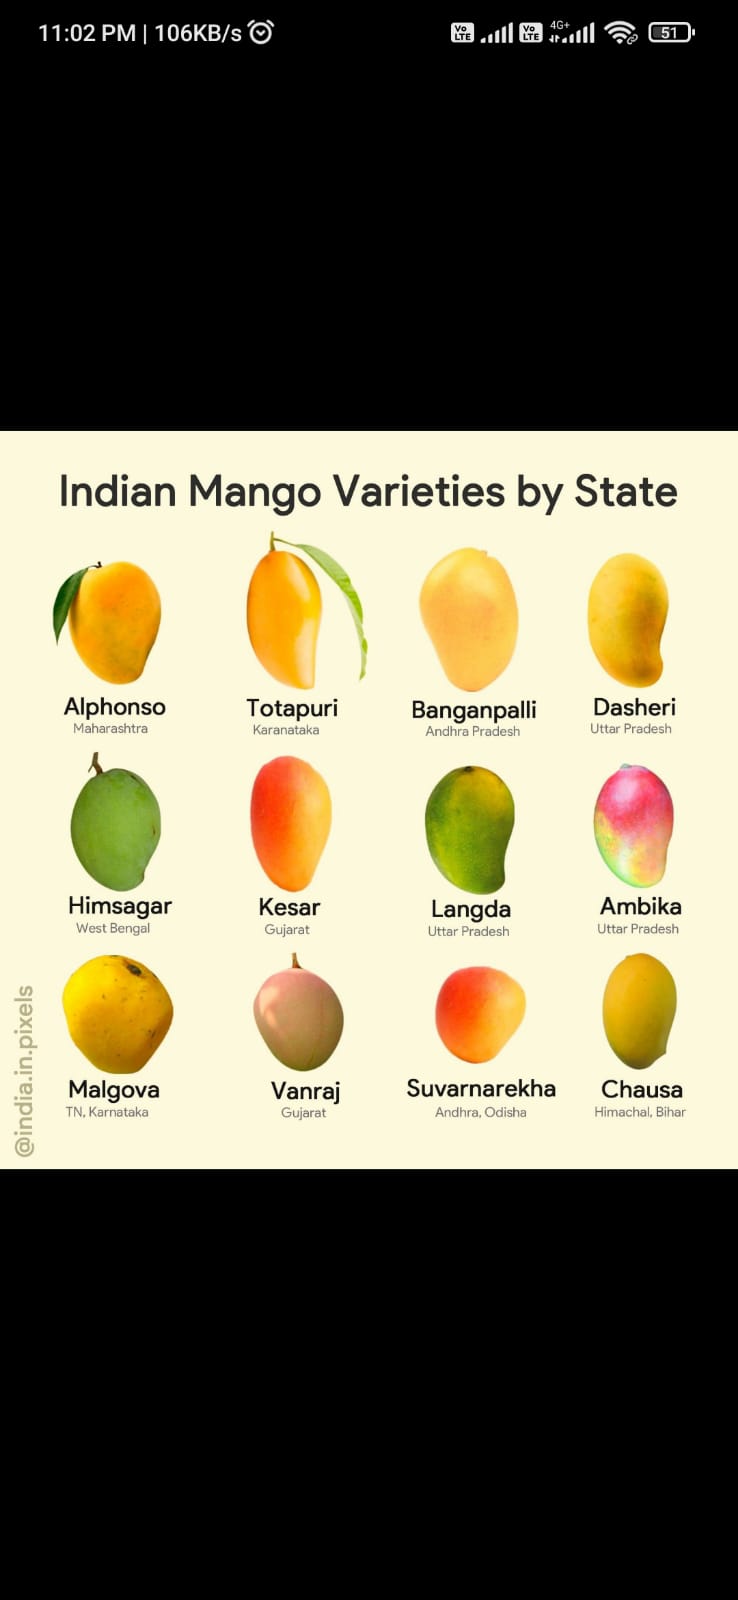 11:02 PM | 106KB/s
Vo LTE Vo LTE 4G+ 51
Indian Mango Varieties by State
Alphonso
Maharashtra
Totapuri
Karanataka
Banganpalli
Andhra Pradesh
Dasheri
Uttar Pradesh
Himsagar
West Bengal
Kesar
Gujarat
Langda
Uttar Pradesh
Ambika
Uttar Pradesh
Malgova
TN, Karnataka
Vanraj
Gujarat
Suvarnarekha
Andhra, Odisha
Chausa
Himachal, Bihar
@india.in.pixels